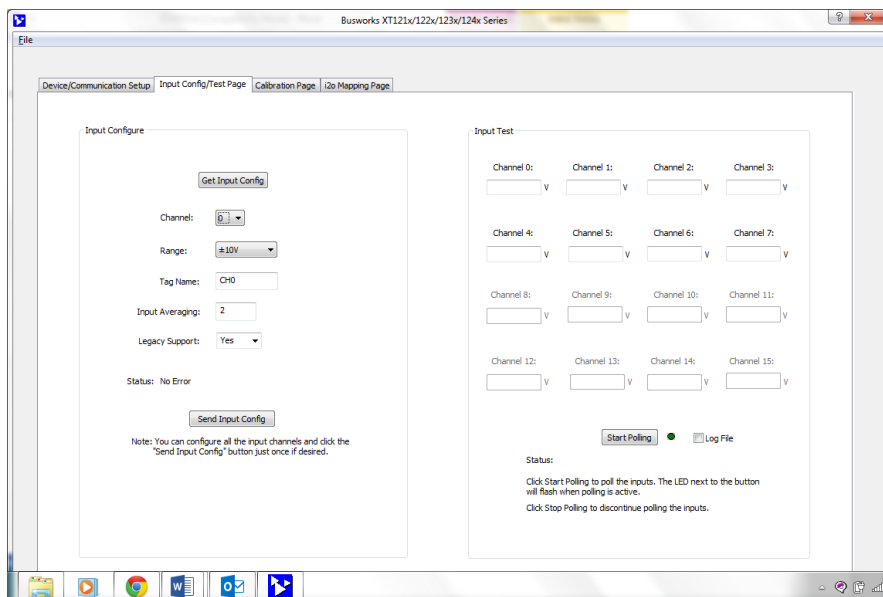 Busworks XT121x/122x/123x/124x Series
File
Device/Communication Setup
Input Config/Test Page
Calibration Page
i2o Mapping Page
Input Configure
Get Input Config
Channel: 0
Range: ±10V
Tag Name: CH0
Input Averaging: 2
Legacy Support: Yes
Status: No Error
Send Input Config
Note: You can configure all the input channels and click the
"Send Input Config" button just once if desired.
Input Test
Channel 0: Channel 1: Channel 2: Channel 3:
V V V V
Channel 4: Channel 5: Channel 6: Channel 7:
V V V V
Channel 8: Channel 9: Channel 10: Channel 11:
V V V V
Channel 12: Channel 13: Channel 14: Channel 15:
V V V V
Start Polling Log File
Status:
Click Start Polling to poll the inputs. The LED next to the button
will flash when polling is active.
Click Stop Polling to discontinue polling the inputs.